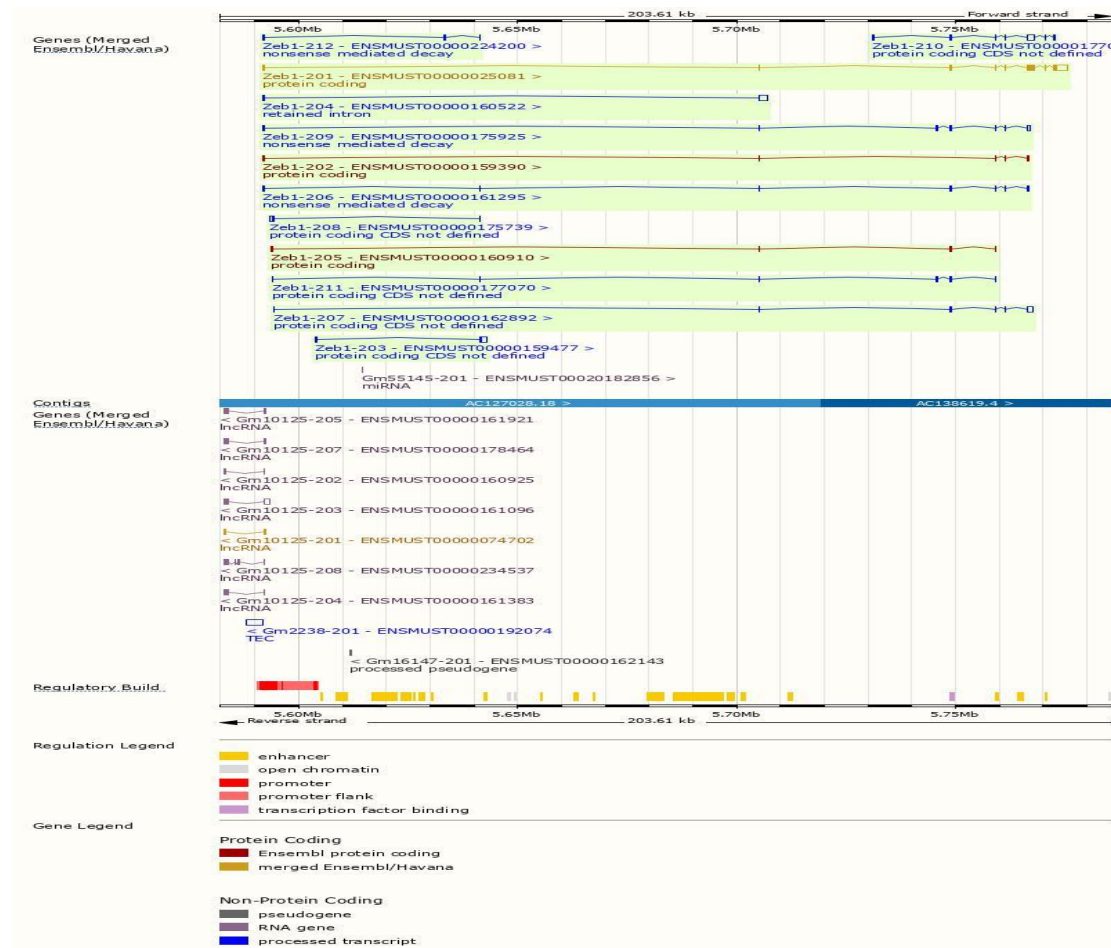 203.61 kb Forward strand
5.60Mb 5.65Mb 5.70Mb 5.75Mb
Genes (Merged
Ensembl/Havana)
Zeb1-212 - ENSMUST00000224200 >
nonsense mediated decay
Zeb1-210 - ENSMUST000001770
protein coding CDS not defined
Zeb1-201 - ENSMUST00000025081 >
protein coding
Zeb1-204 - ENSMUST00000160522 >
retained intron
Zeb1-209 - ENSMUST00000175925 >
nonsense mediated decay
Zeb1-202 - ENSMUST00000159390 >
protein coding
Zeb1-206 - ENSMUST00000161295 >
nonsense mediated decay
Zeb1-208 - ENSMUST00000175739 >
protein coding CDS not defined
Zeb1-205 - ENSMUST00000160910 >
protein coding
Zeb1-211 - ENSMUST00000177070 >
protein coding CDS not defined
Zeb1-207 - ENSMUST00000162892 >
protein coding CDS not defined
Zeb1-203 - ENSMUST00000159477 >
protein coding CDS not defined
Gm55145-201 - ENSMUST00020182856 >
miRNA
Contigs
AC127028.18 > AC138619.4 >
Genes (Merged
Ensembl/Havana)
< Gm10125-205 - ENSMUST00000161921
lncRNA
< Gm10125-207 - ENSMUST00000178464
lncRNA
< Gm10125-202 - ENSMUST00000160925
lncRNA
< Gm10125-203 - ENSMUST00000161096
lncRNA
< Gm10125-201 - ENSMUST00000074702
lncRNA
< Gm10125-208 - ENSMUST00000234537
lncRNA
< Gm10125-204 - ENSMUST00000161383
lncRNA
< Gm2238-201 - ENSMUST00000192074
TEC
< Gm16147-201 - ENSMUST00000162143
processed pseudogene
Regulatory Build
5.60Mb 5.65Mb 5.70Mb 5.75Mb
Reverse strand 203.61 kb
Regulation Legend
enhancer
open chromatin
promoter
promoter flank
transcription factor binding
Gene Legend
Protein Coding
Ensembl protein coding
merged Ensembl/Havana
Non-Protein Coding
pseudogene
RNA gene
processed transcript